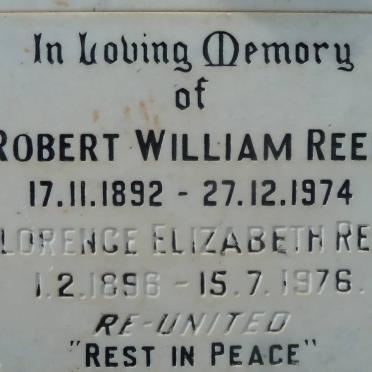 In Loving Memory
of
ROBERT WILLIAM REE
17.11.1892 - 27.12.1974
LORENCE ELIZABETH RE
1.2.1896 - 15.7.1976.
RE-UNITED
"REST IN PEACE"